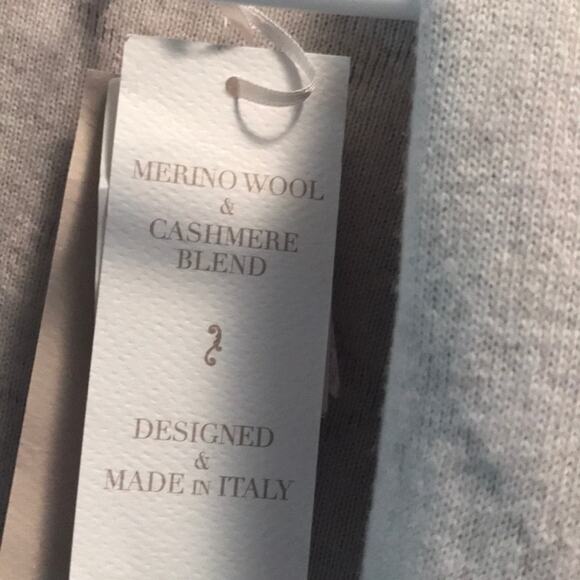 MERINO WOOL
&
CASHMERE
BLEND
DESIGNED
&
MADE IN ITALY